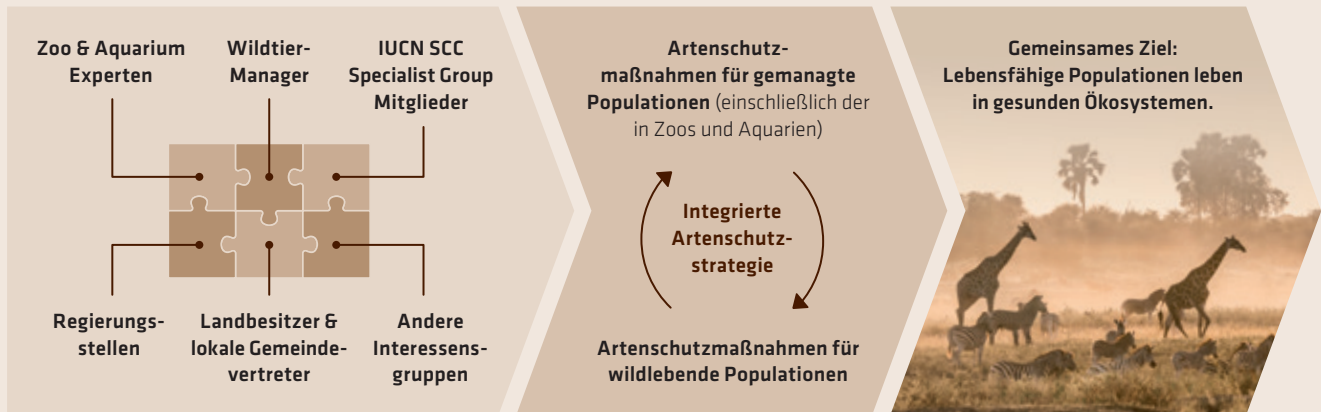 Zoo & Aquarium
Experten
Wildtier-
Manager
IUCN SCC
Specialist Group
Mitglieder
Regierungs-
stellen
Landbesitzer &
lokale Gemeinde-
vertreter
Andere
Interessens-
gruppen
Artenschutz-
maßnahmen für gemanagte
Populationen (einschließlich der
in Zoos und Aquarien)
Integrierte
Artenschutz-
strategie
Artenschutzmaßnahmen für
wildlebende Populationen
Gemeinsames Ziel:
Lebensfähige Populationen leben
in gesunden Ökosystemen.